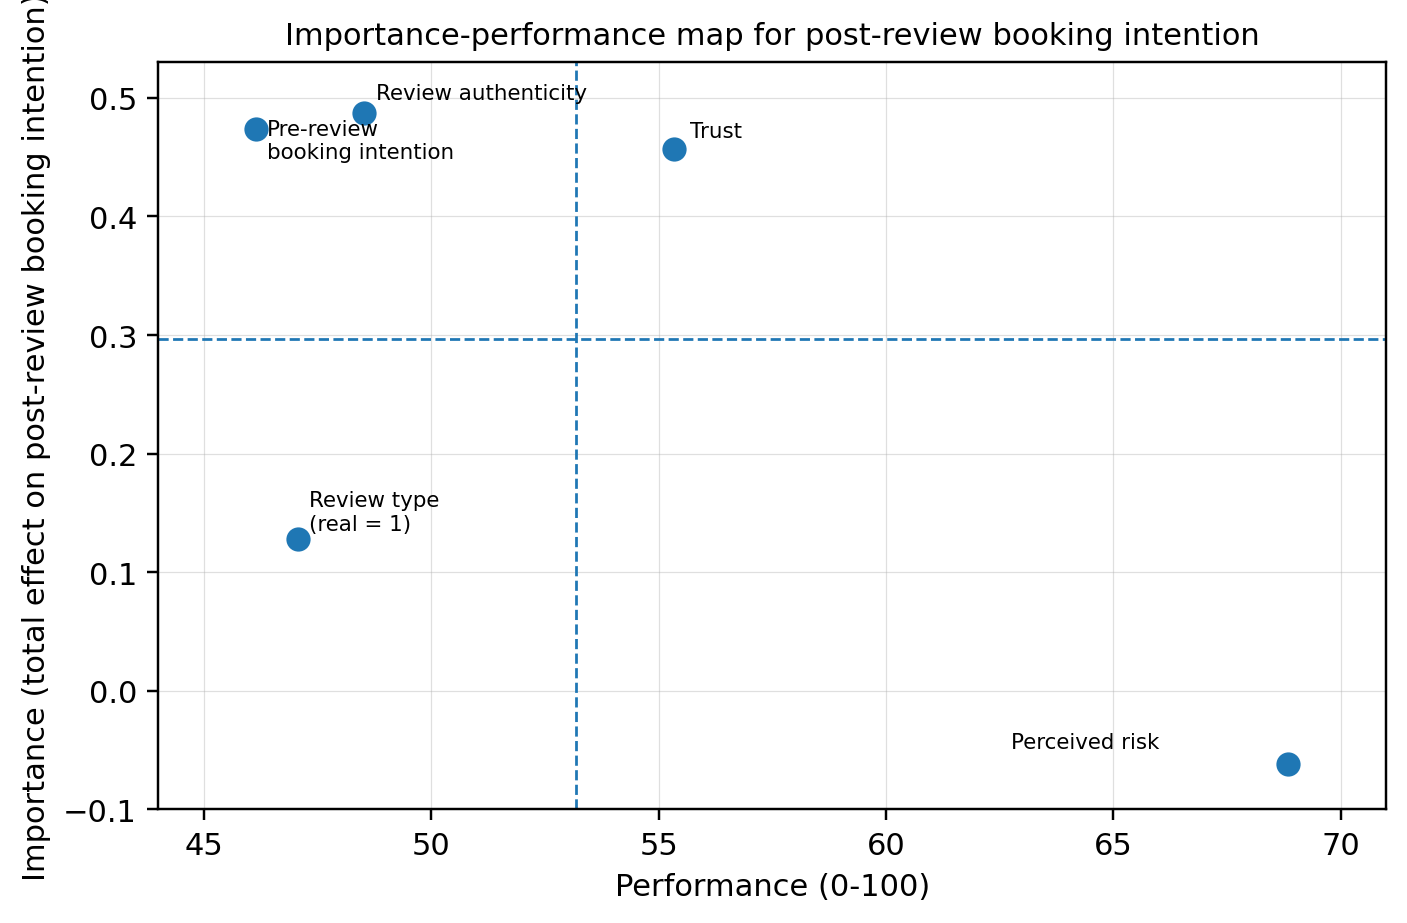 Importance-performance map for post-review booking intention
Importance (total effect on post-review booking intention)
0.5
0.4
0.3
0.2
0.1
0.0
−0.1
Review authenticity
Pre-review
booking intention
Trust
Review type
(real = 1)
Perceived risk
45
50
55
60
65
70
Performance (0-100)